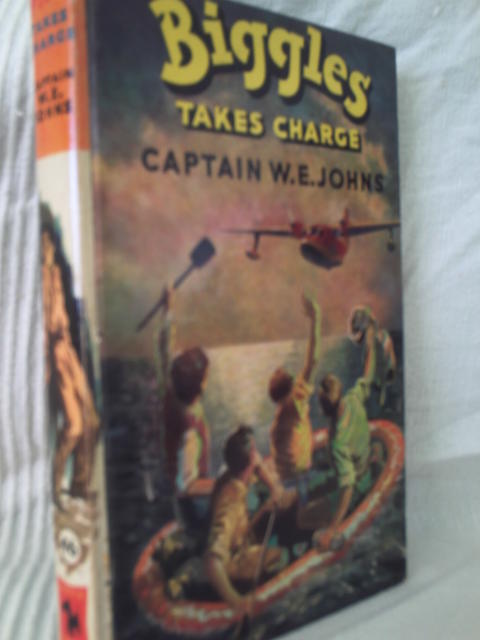 Biggles
TAKES CHARGE
CAPTAIN W.E. JOHNS
TAKES
CHARGE
CAPTAIN
W.E.
JOHNS